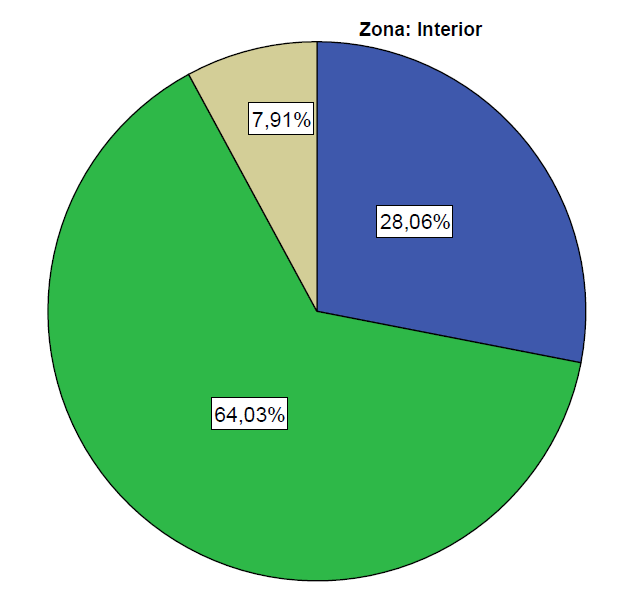 Zona: Interior
7,91%
28,06%
64,03%